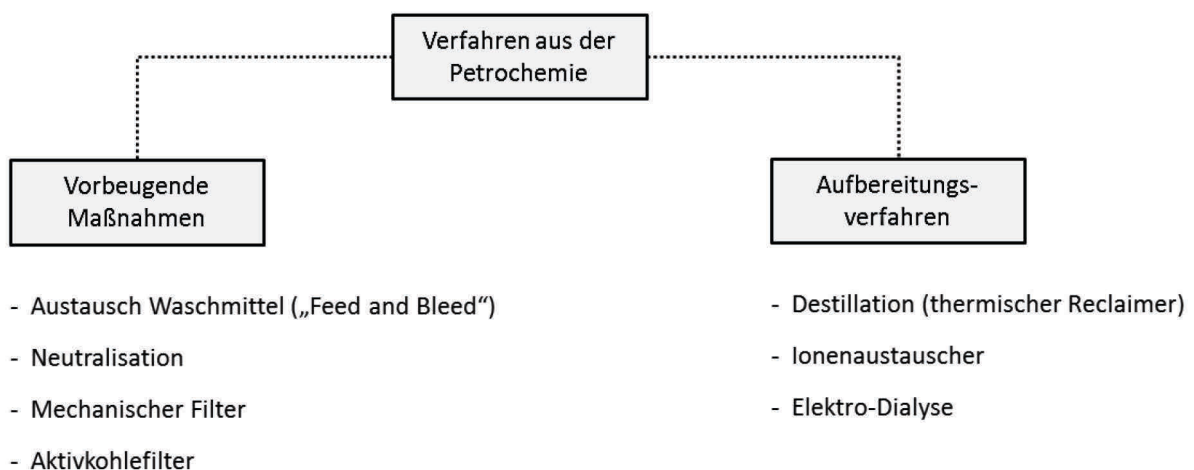 Verfahren aus der
Petrochemie
Vorbeugende
Maßnahmen
Aufbereitungs-
verfahren
- Austausch Waschmittel („Feed and Bleed“)
- Neutralisation
- Mechanischer Filter
- Aktivkohlefilter
- Destillation (thermischer Reclaimer)
- Ionenaustauscher
- Elektro-Dialyse